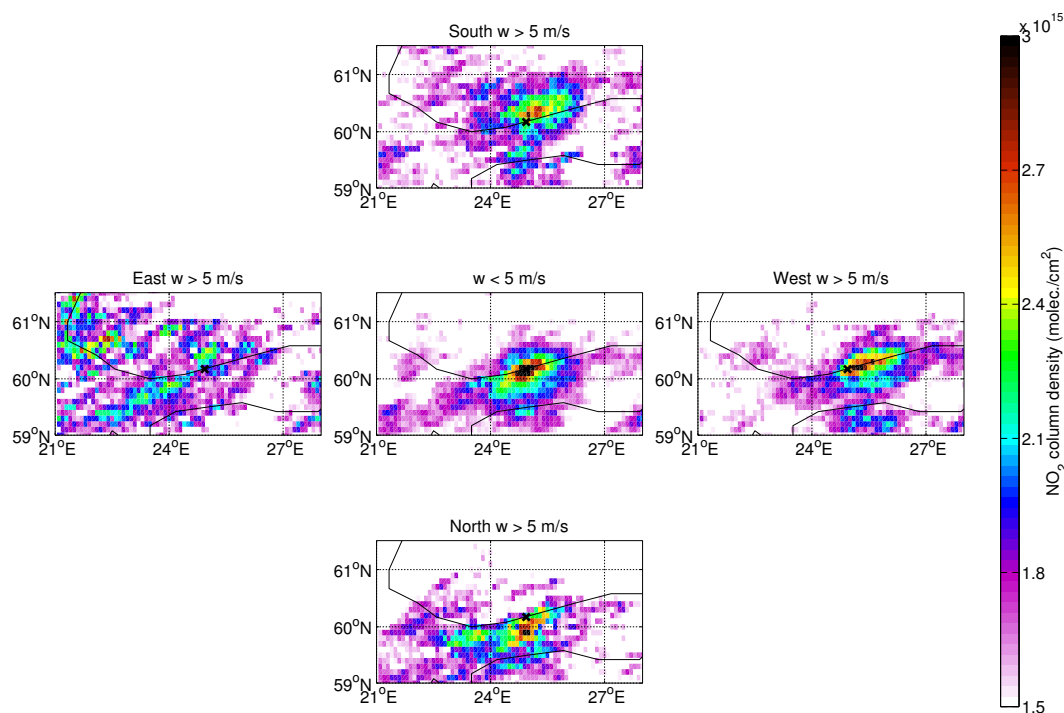 South w > 5 m/s
61°N
60°N
59°N
21°E 24°E 27°E
East w > 5 m/s
61°N
60°N
59°N
21°E 24°E 27°E
w < 5 m/s
61°N
60°N
59°N
21°E 24°E 27°E
West w > 5 m/s
61°N
60°N
59°N
21°E 24°E 27°E
North w > 5 m/s
61°N
60°N
59°N
21°E 24°E 27°E
x 10¹⁵
3
2.7
2.4
2.1
1.8
1.5
NO₂ column density (molec./cm²)